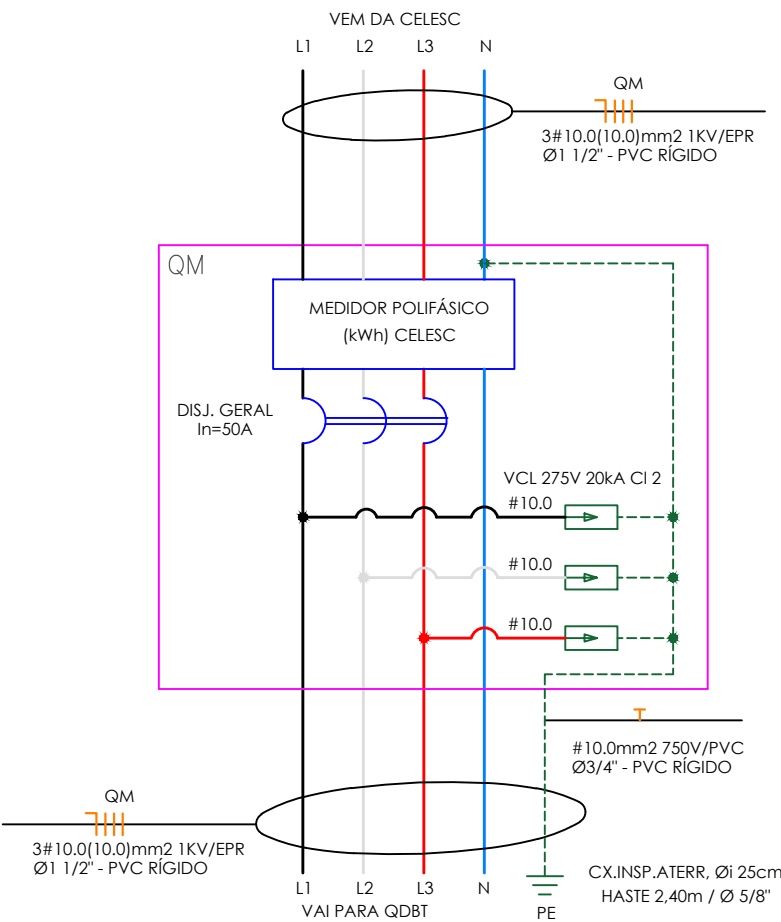 VEM DA CELESC
L1 L2 L3 N
QM
3#10.0(10.0)mm2 1KV/EPR
Ø1 1/2" - PVC RÍGIDO
QM
MEDIDOR POLIFÁSICO
(kWh) CELESC
DISJ. GERAL
In=50A
VCL 275V 20kA Cl 2
#10.0
#10.0
#10.0
#10.0mm2 750V/PVC
Ø3/4" - PVC RÍGIDO
QM
3#10.0(10.0)mm2 1KV/EPR
Ø1 1/2" - PVC RÍGIDO
L1 L2 L3 N
VAI PARA QDBT
PE
CX.INSP.ATERR, Øi 25cm
HASTE 2,40m / Ø 5/8"